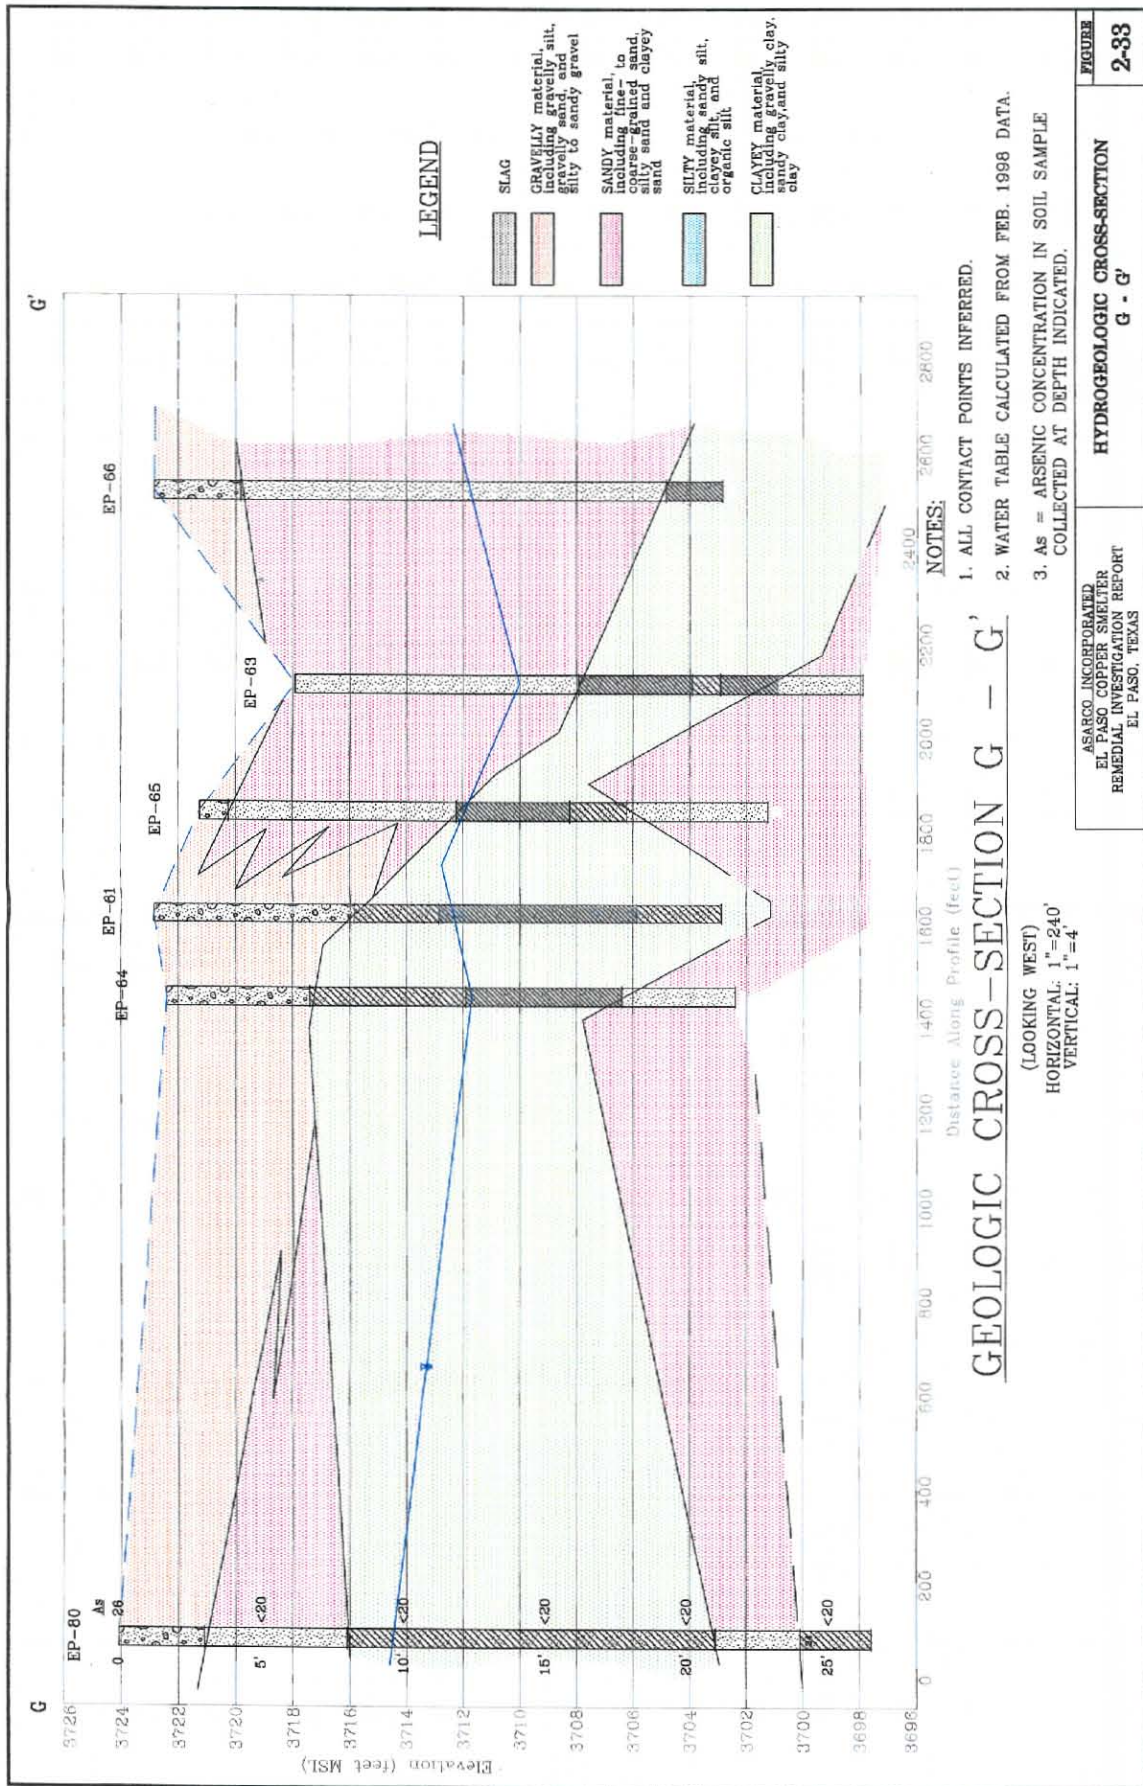 G
G'
EP-80
EP-64
EP-61
EP-65
EP-63
EP-66
As
0
26
5'
<20
10'
<20
15'
<20
20'
<20
25'
<20
3726
3724
3722
3720
3718
3716
3714
3712
3710
3708
3706
3704
3702
3700
3698
3696
Elevation (feet MSL)
0
200
400
600
800
1000
1200
1400
1600
1800
2000
2200
2400
2600
2800
Distance Along Profile (feet)
LEGEND
SLAG
GRAVELLY material,
including gravelly silt,
gravelly sand, and
silty to sandy gravel
SANDY material,
including fine- to
coarse-grained sand,
silty sand and clayey
sand
SILTY material,
including sandy silt,
clayey silt, and
organic silt
CLAYEY material,
including gravelly clay,
sandy clay,and silty
clay
GEOLOGIC CROSS-SECTION G - G'
(LOOKING WEST)
HORIZONTAL: 1"=240'
VERTICAL: 1"=4'
NOTES:
1. ALL CONTACT POINTS INFERRED.
2. WATER TABLE CALCULATED FROM FEB. 1998 DATA.
3. As = ARSENIC CONCENTRATION IN SOIL SAMPLE
COLLECTED AT DEPTH INDICATED.
ASARCO INCORPORATED
EL PASO COPPER SMELTER
REMEDIAL INVESTIGATION REPORT
EL PASO, TEXAS
HYDROGEOLOGIC CROSS-SECTION
G - G'
FIGURE
2-33